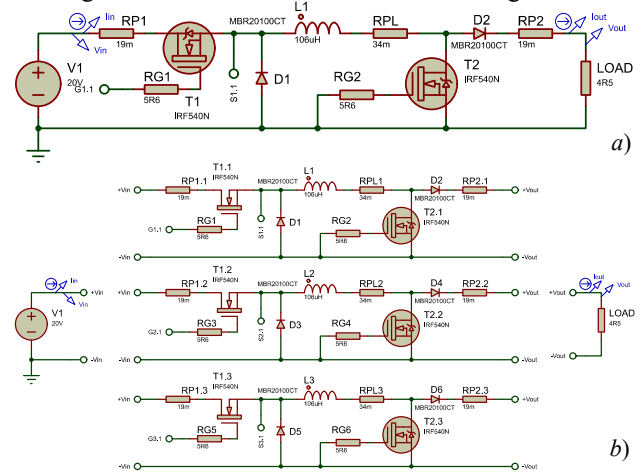 L1
RP1
MBR20100CT
RPL
D2
RP2
Iin
Vin
Iout
Vout
19m
106uH
34m
MBR20100CT
19m
V1
20V
G1.1
RG1
5R6
T1
IRF540N
S1.1
D1
RG2
5R6
T2
IRF540N
LOAD
4R5
a)
T1.1
IRF540N
MBR20100CT
L1
106uH
+Vin
RP1.1
19m
RPL1
34m
D2
MBR20100CT
RP2.1
19m
+Vout
G1.1
RG1
5R6
S1.1
D1
RG2
5R6
T2.1
IRF540N
-Vin
-Vout
T1.2
IRF540N
MBR20100CT
L2
106uH
Iin
Vin
+Vin
V1
20V
-Vin
+Vin
RP1.2
19m
RPL2
34m
D4
MBR20100CT
RP2.2
19m
+Vout
G2.1
RG3
5R6
S2.1
D3
RG4
5R6
T2.2
IRF540N
-Vin
-Vout
+Vout
Iout
Vout
LOAD
4R5
-Vout
T1.3
IRF540N
MBR20100CT
L3
106uH
+Vin
RP1.3
19m
RPL3
34m
D6
MBR20100CT
RP2.3
19m
+Vout
G3.1
RG5
5R6
S3.1
D5
RG6
5R6
T2.3
IRF540N
-Vin
-Vout
b)